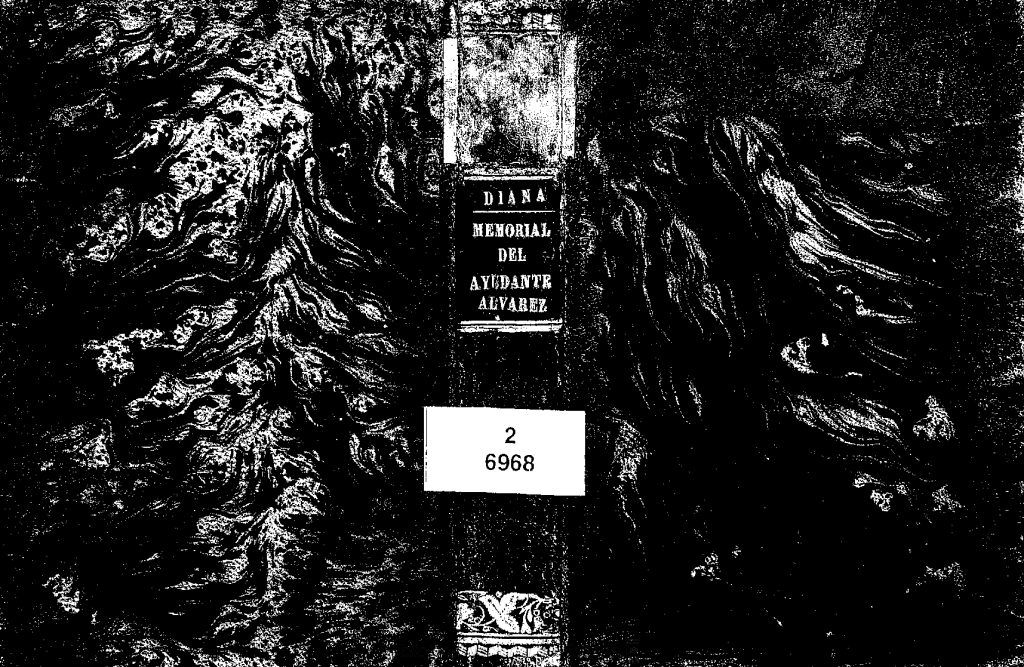 DIANA
MEMORIAL
DEL
AYUDANTE
ALVAREZ
2
6968